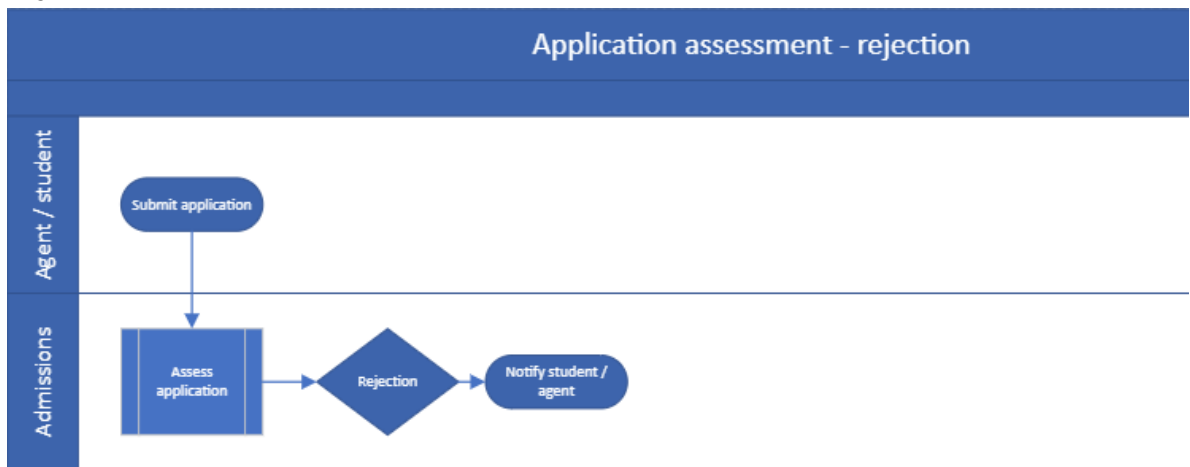 Application assessment - rejection
Agent / student
Submit application
Admissions
Assess
application
Rejection
Notify student /
agent